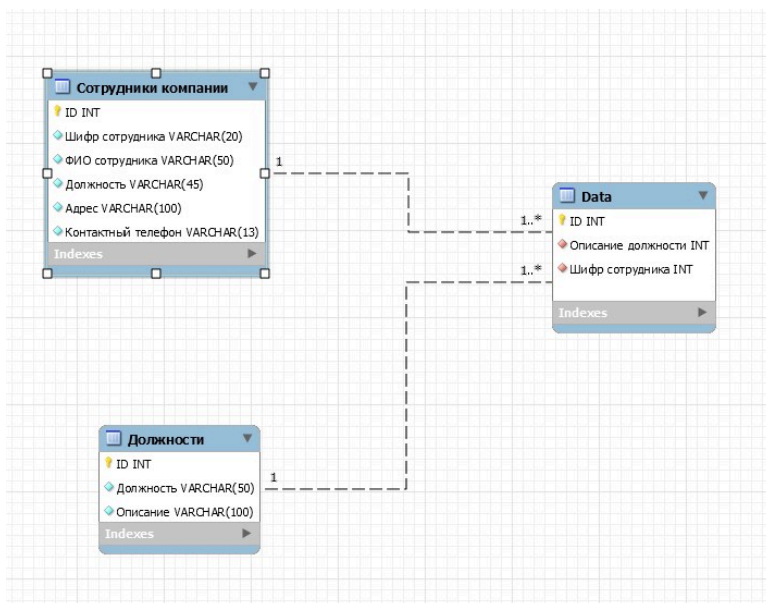 Сотрудники компании
ID INT
Шифр сотрудника VARCHAR(20)
ФИО сотрудника VARCHAR(50)
Должность VARCHAR(45)
Адрес VARCHAR(100)
Контактный телефон VARCHAR(13)
Indexes
1
1..*
1..*
Data
ID INT
Описание должности INT
Шифр сотрудника INT
Indexes
Должности
ID INT
Должность VARCHAR(50)
Описание VARCHAR(100)
Indexes
1